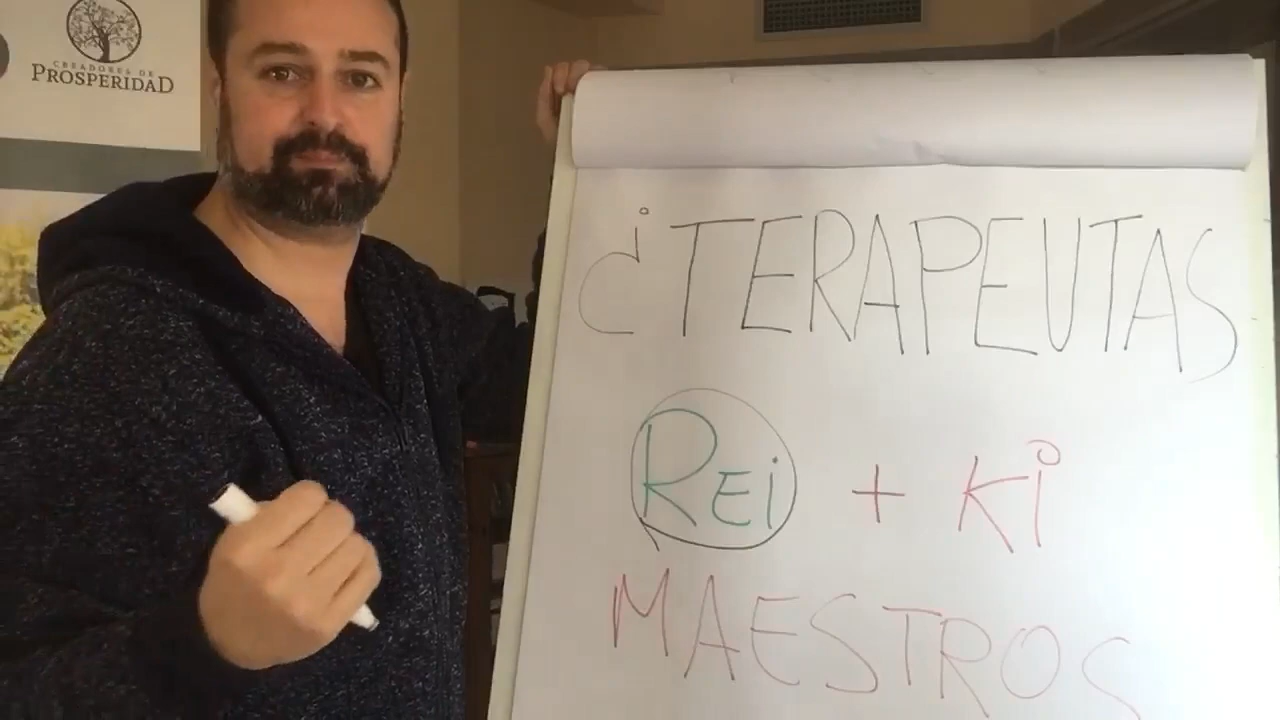 CREADORES DE
PROSPERIDAD
¿TERAPEUTAS
REi + Ki
MAESTROS